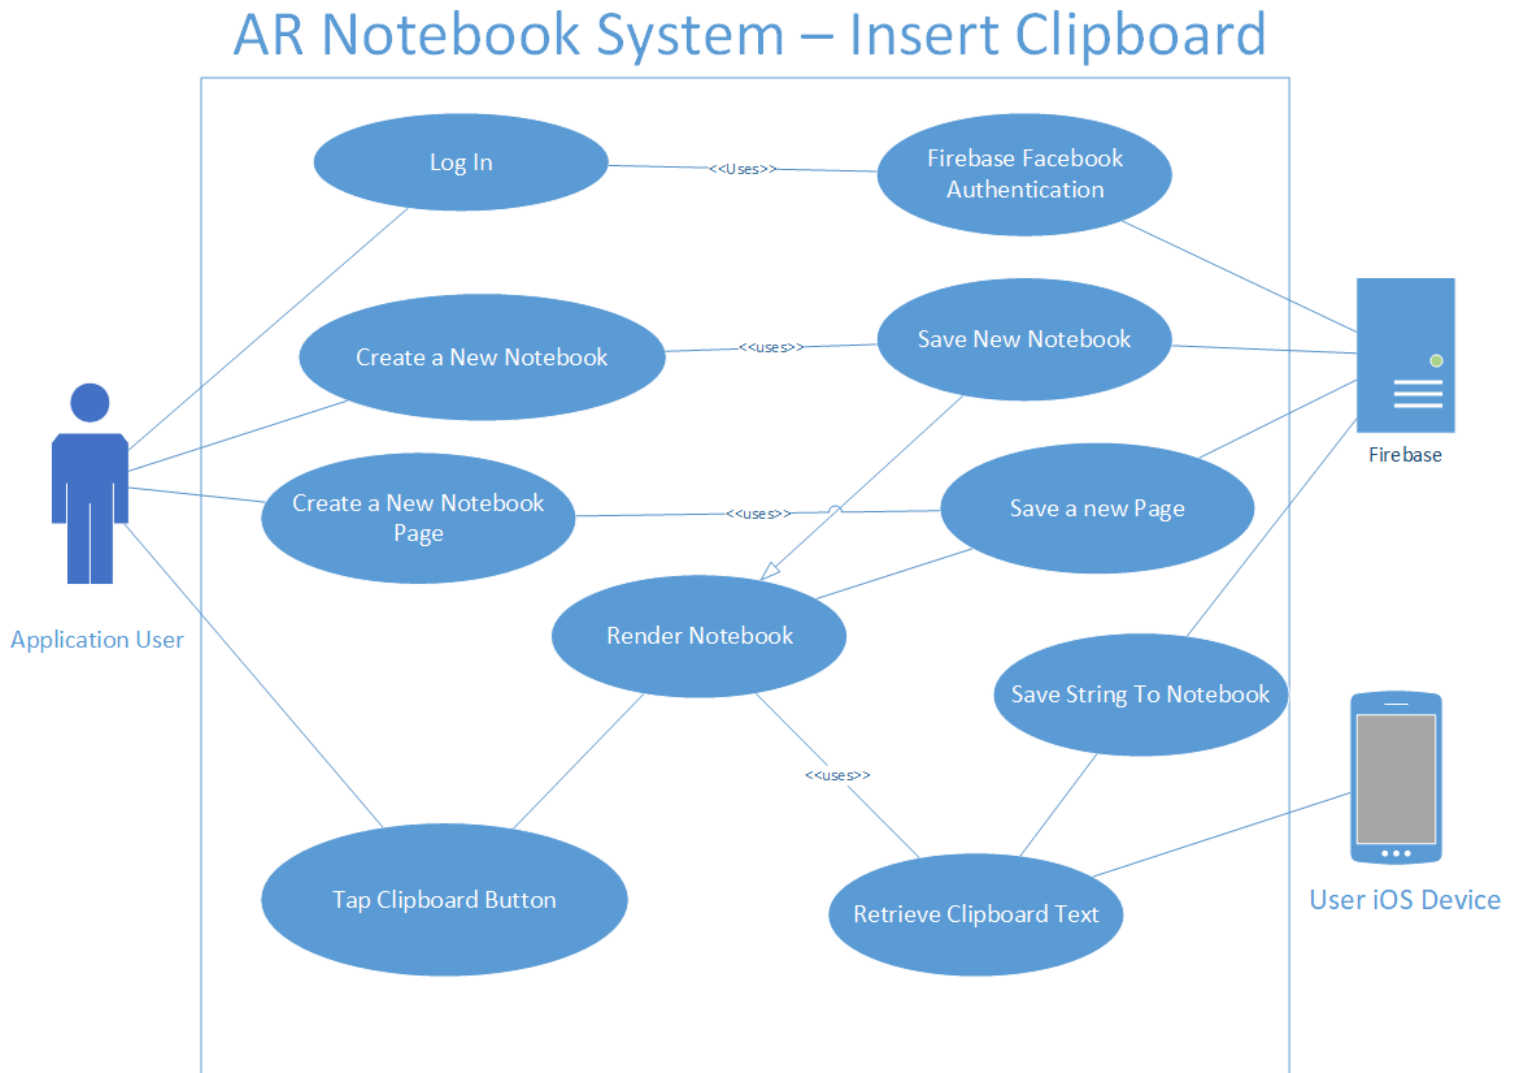 AR Notebook System – Insert Clipboard
Log In
<<Uses>>
Firebase Facebook
Authentication
Create a New Notebook
<<uses>>
Save New Notebook
Firebase
Create a New Notebook
Page
<<uses>>
Save a new Page
Application User
Render Notebook
Save String To Notebook
<<uses>>
Tap Clipboard Button
Retrieve Clipboard Text
User iOS Device